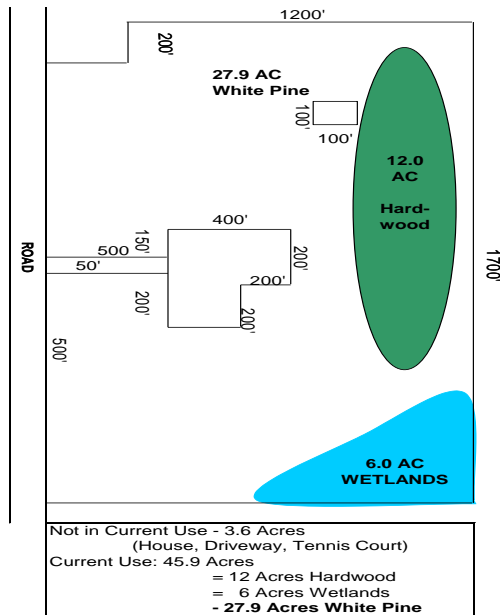 1200'
200'
27.9 AC
White Pine
100'
100'
12.0
AC
Hard-
wood
400'
150'
500
200'
1700'
ROAD
50'
200'
200'
200'
500'
6.0 AC
WETLANDS
Not in Current Use - 3.6 Acres
(House, Driveway, Tennis Court)
Current Use: 45.9 Acres
= 12 Acres Hardwood
= 6 Acres Wetlands
- 27.9 Acres White Pine